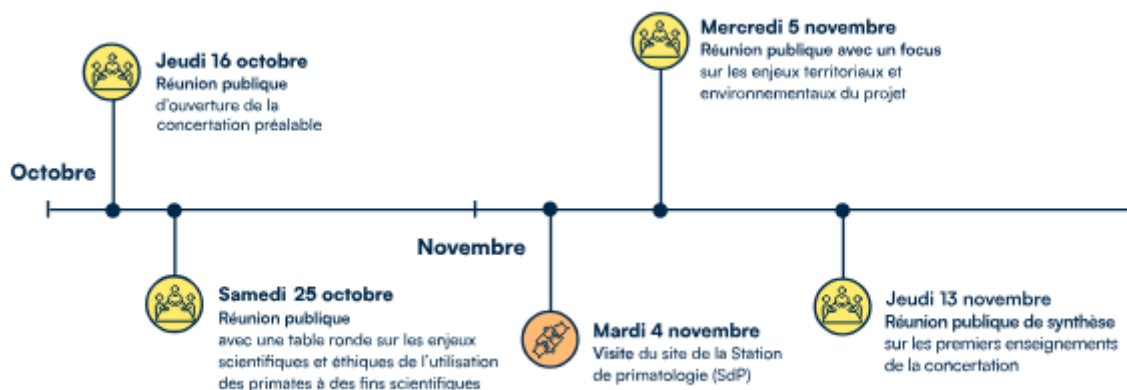 Jeudi 16 octobre
Réunion publique
d'ouverture de la
concertation préalable
Mercredi 5 novembre
Réunion publique avec un focus
sur les enjeux territoriaux et
environnementaux du projet
Octobre
Novembre
Samedi 25 octobre
Réunion publique
avec une table ronde sur les enjeux
scientifiques et éthiques de l'utilisation
des primates à des fins scientifiques
Mardi 4 novembre
Visite du site de la Station
de primatologie (SdP)
Jeudi 13 novembre
Réunion publique de synthèse
sur les premiers enseignements
de la concertation